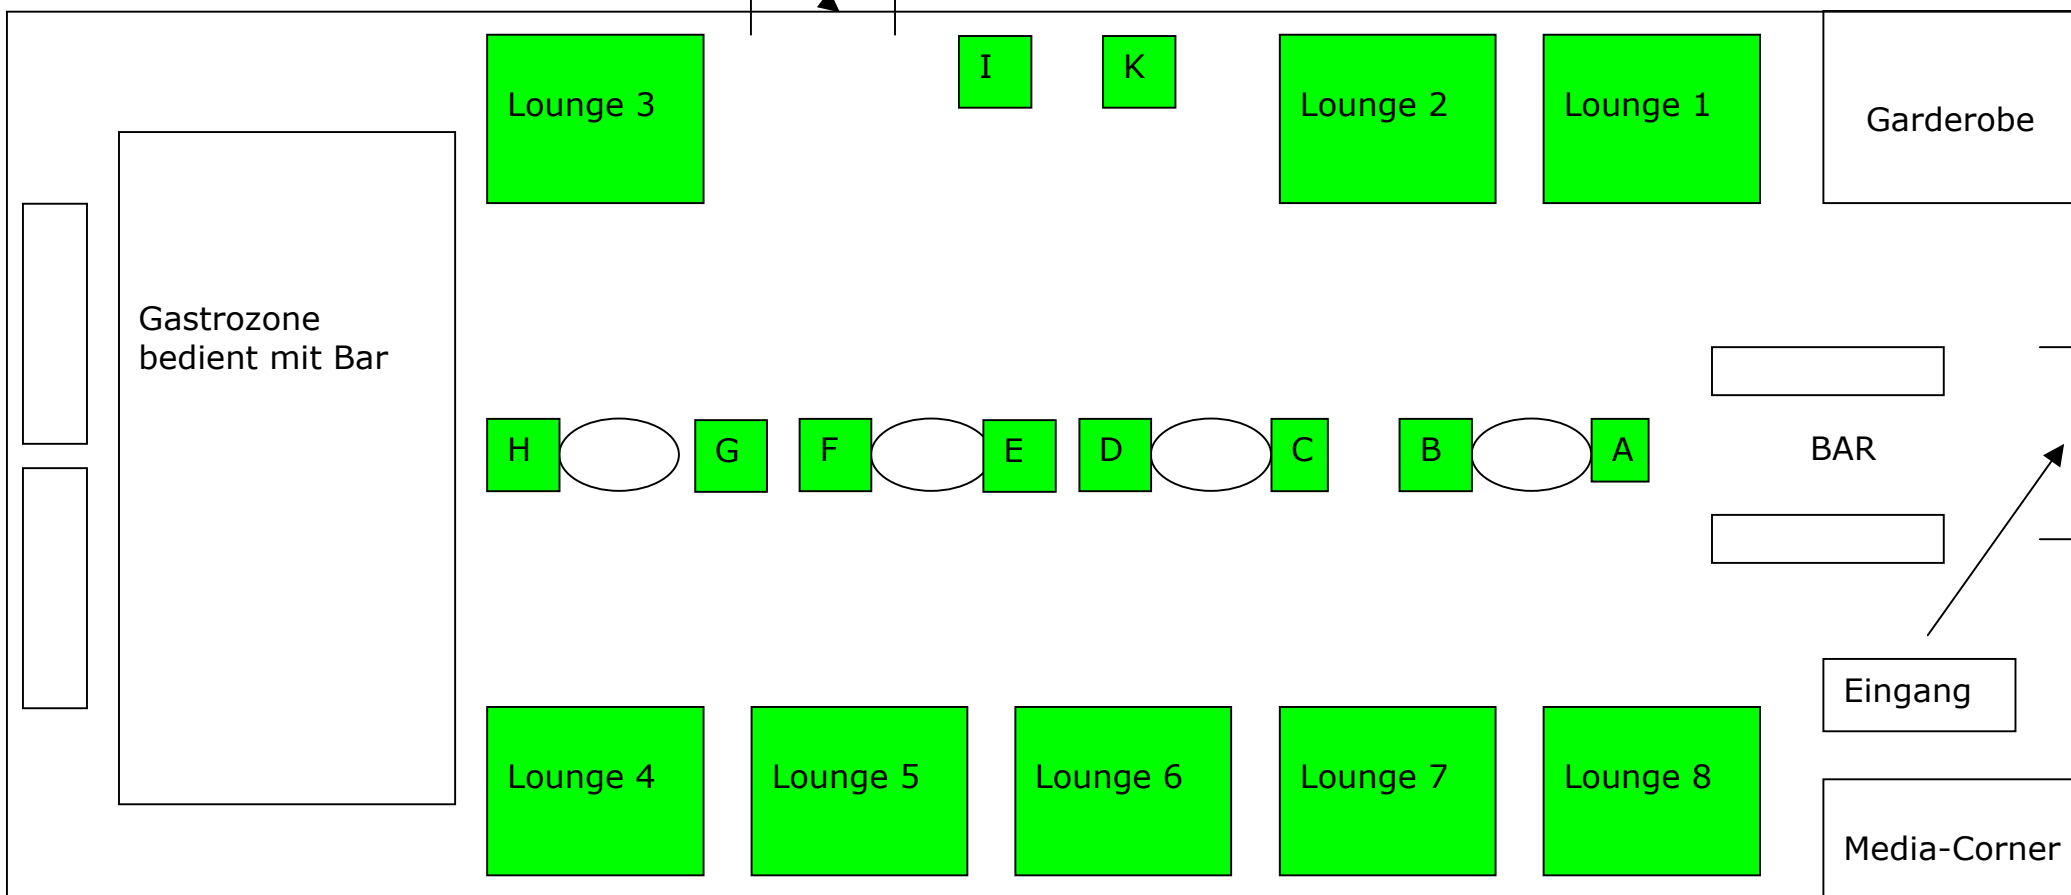 I
K
Lounge 3
Lounge 2
Lounge 1
Garderobe
Gastrozone
bedient mit Bar
H
G
F
E
D
C
B
A
BAR
Eingang
Lounge 4
Lounge 5
Lounge 6
Lounge 7
Lounge 8
Media-Corner